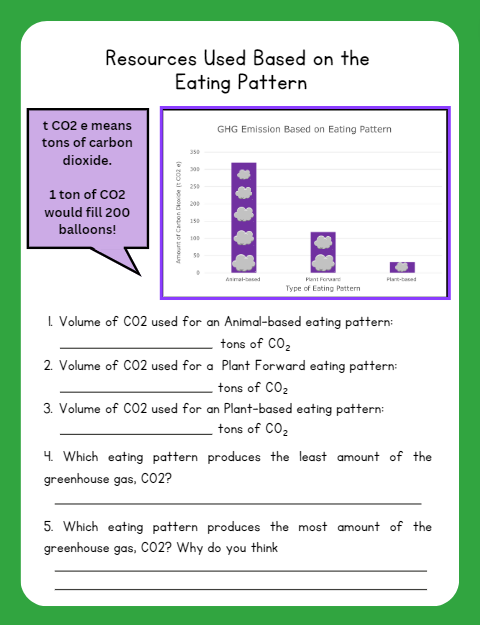 Resources Used Based on the
Eating Pattern
t CO2 e means
tons of carbon
dioxide.
1 ton of CO2
would fill 200
balloons!
GHG Emission Based on Eating Pattern
Amount of Carbon Dioxide (t CO2 e)
350
300
250
200
150
100
50
0
Animal-based
Plant Forward
Plant-based
Type of Eating Pattern
1. Volume of CO2 used for an Animal-based eating pattern:
____________________ tons of CO₂
2. Volume of CO2 used for a Plant Forward eating pattern:
____________________ tons of CO₂
3. Volume of CO2 used for an Plant-based eating pattern:
____________________ tons of CO₂
4. Which eating pattern produces the least amount of the
greenhouse gas, CO2?
5. Which eating pattern produces the most amount of the
greenhouse gas, CO2? Why do you think